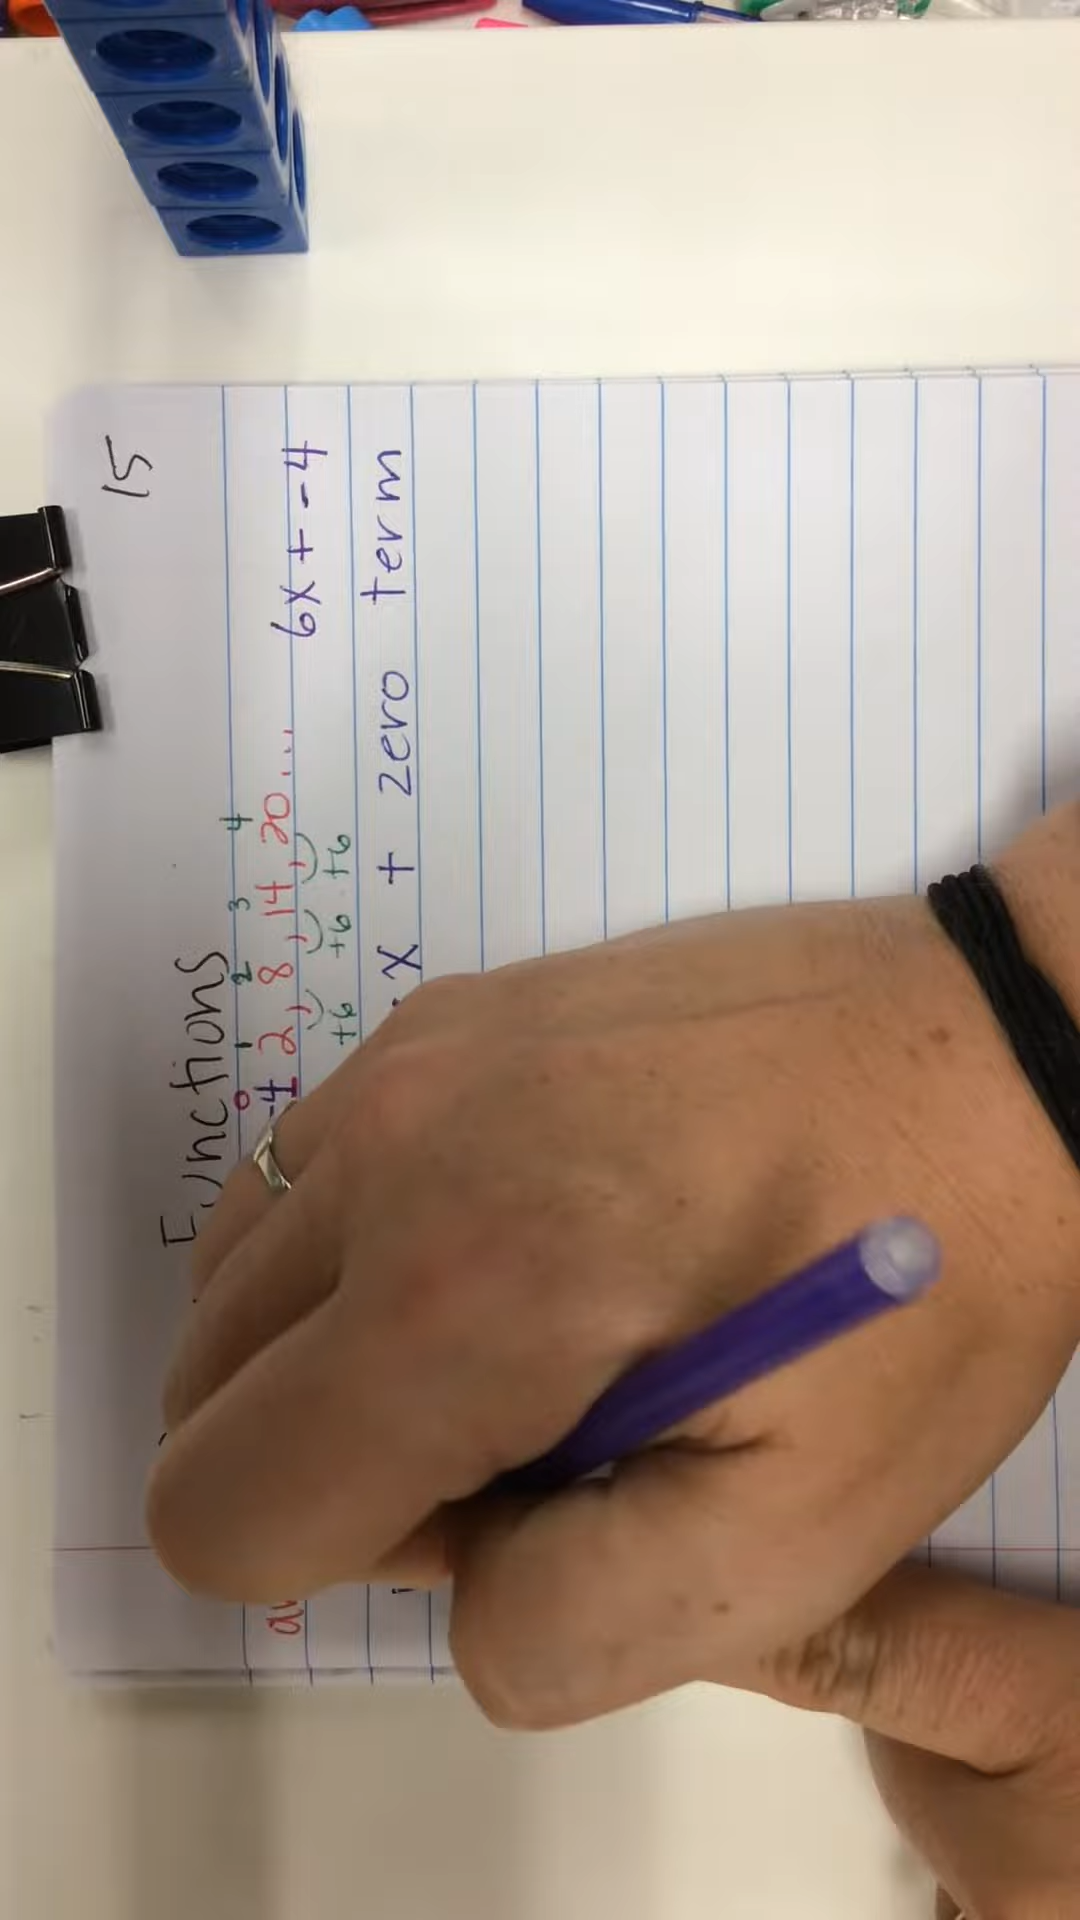 15
Functions
0 1 2 3 4
-4 2, 8, 14, 20... 6x + -4
+6 +6 +6
· x + zero term